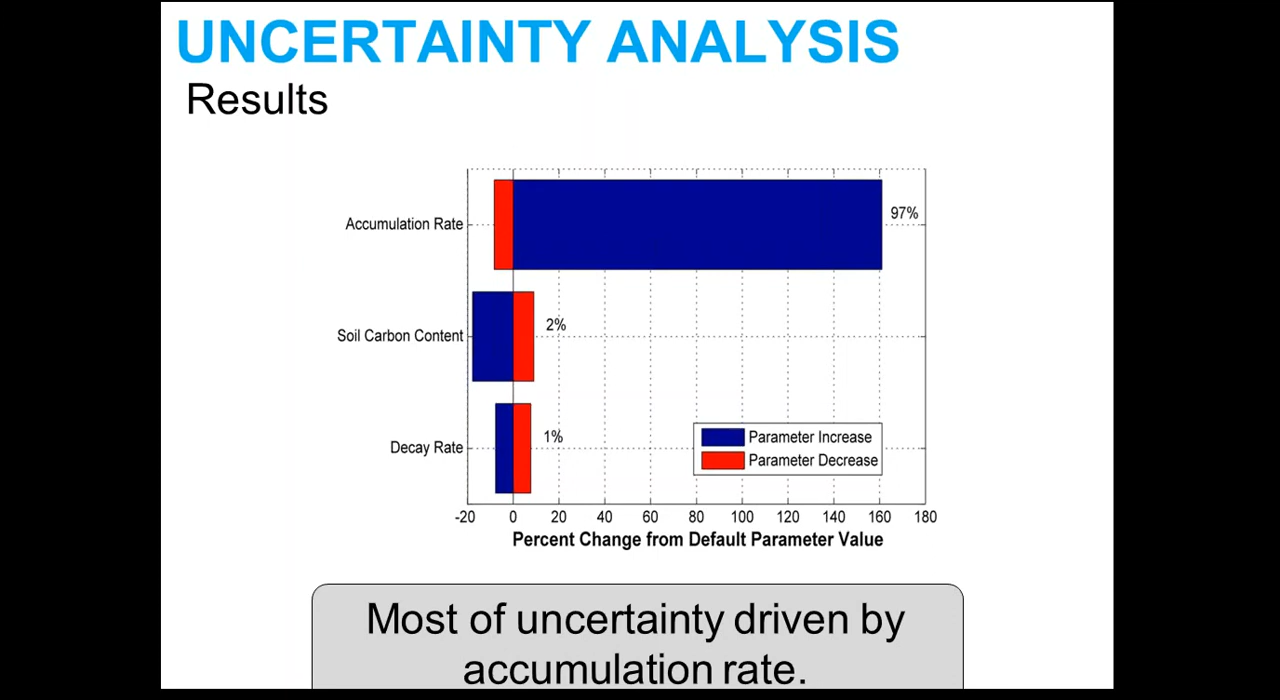 UNCERTAINTY ANALYSIS
Results
Accumulation Rate
97%
Soil Carbon Content
2%
Decay Rate
1%
Parameter Increase
Parameter Decrease
-20 0 20 40 60 80 100 120 140 160 180
Percent Change from Default Parameter Value
Most of uncertainty driven by
accumulation rate.